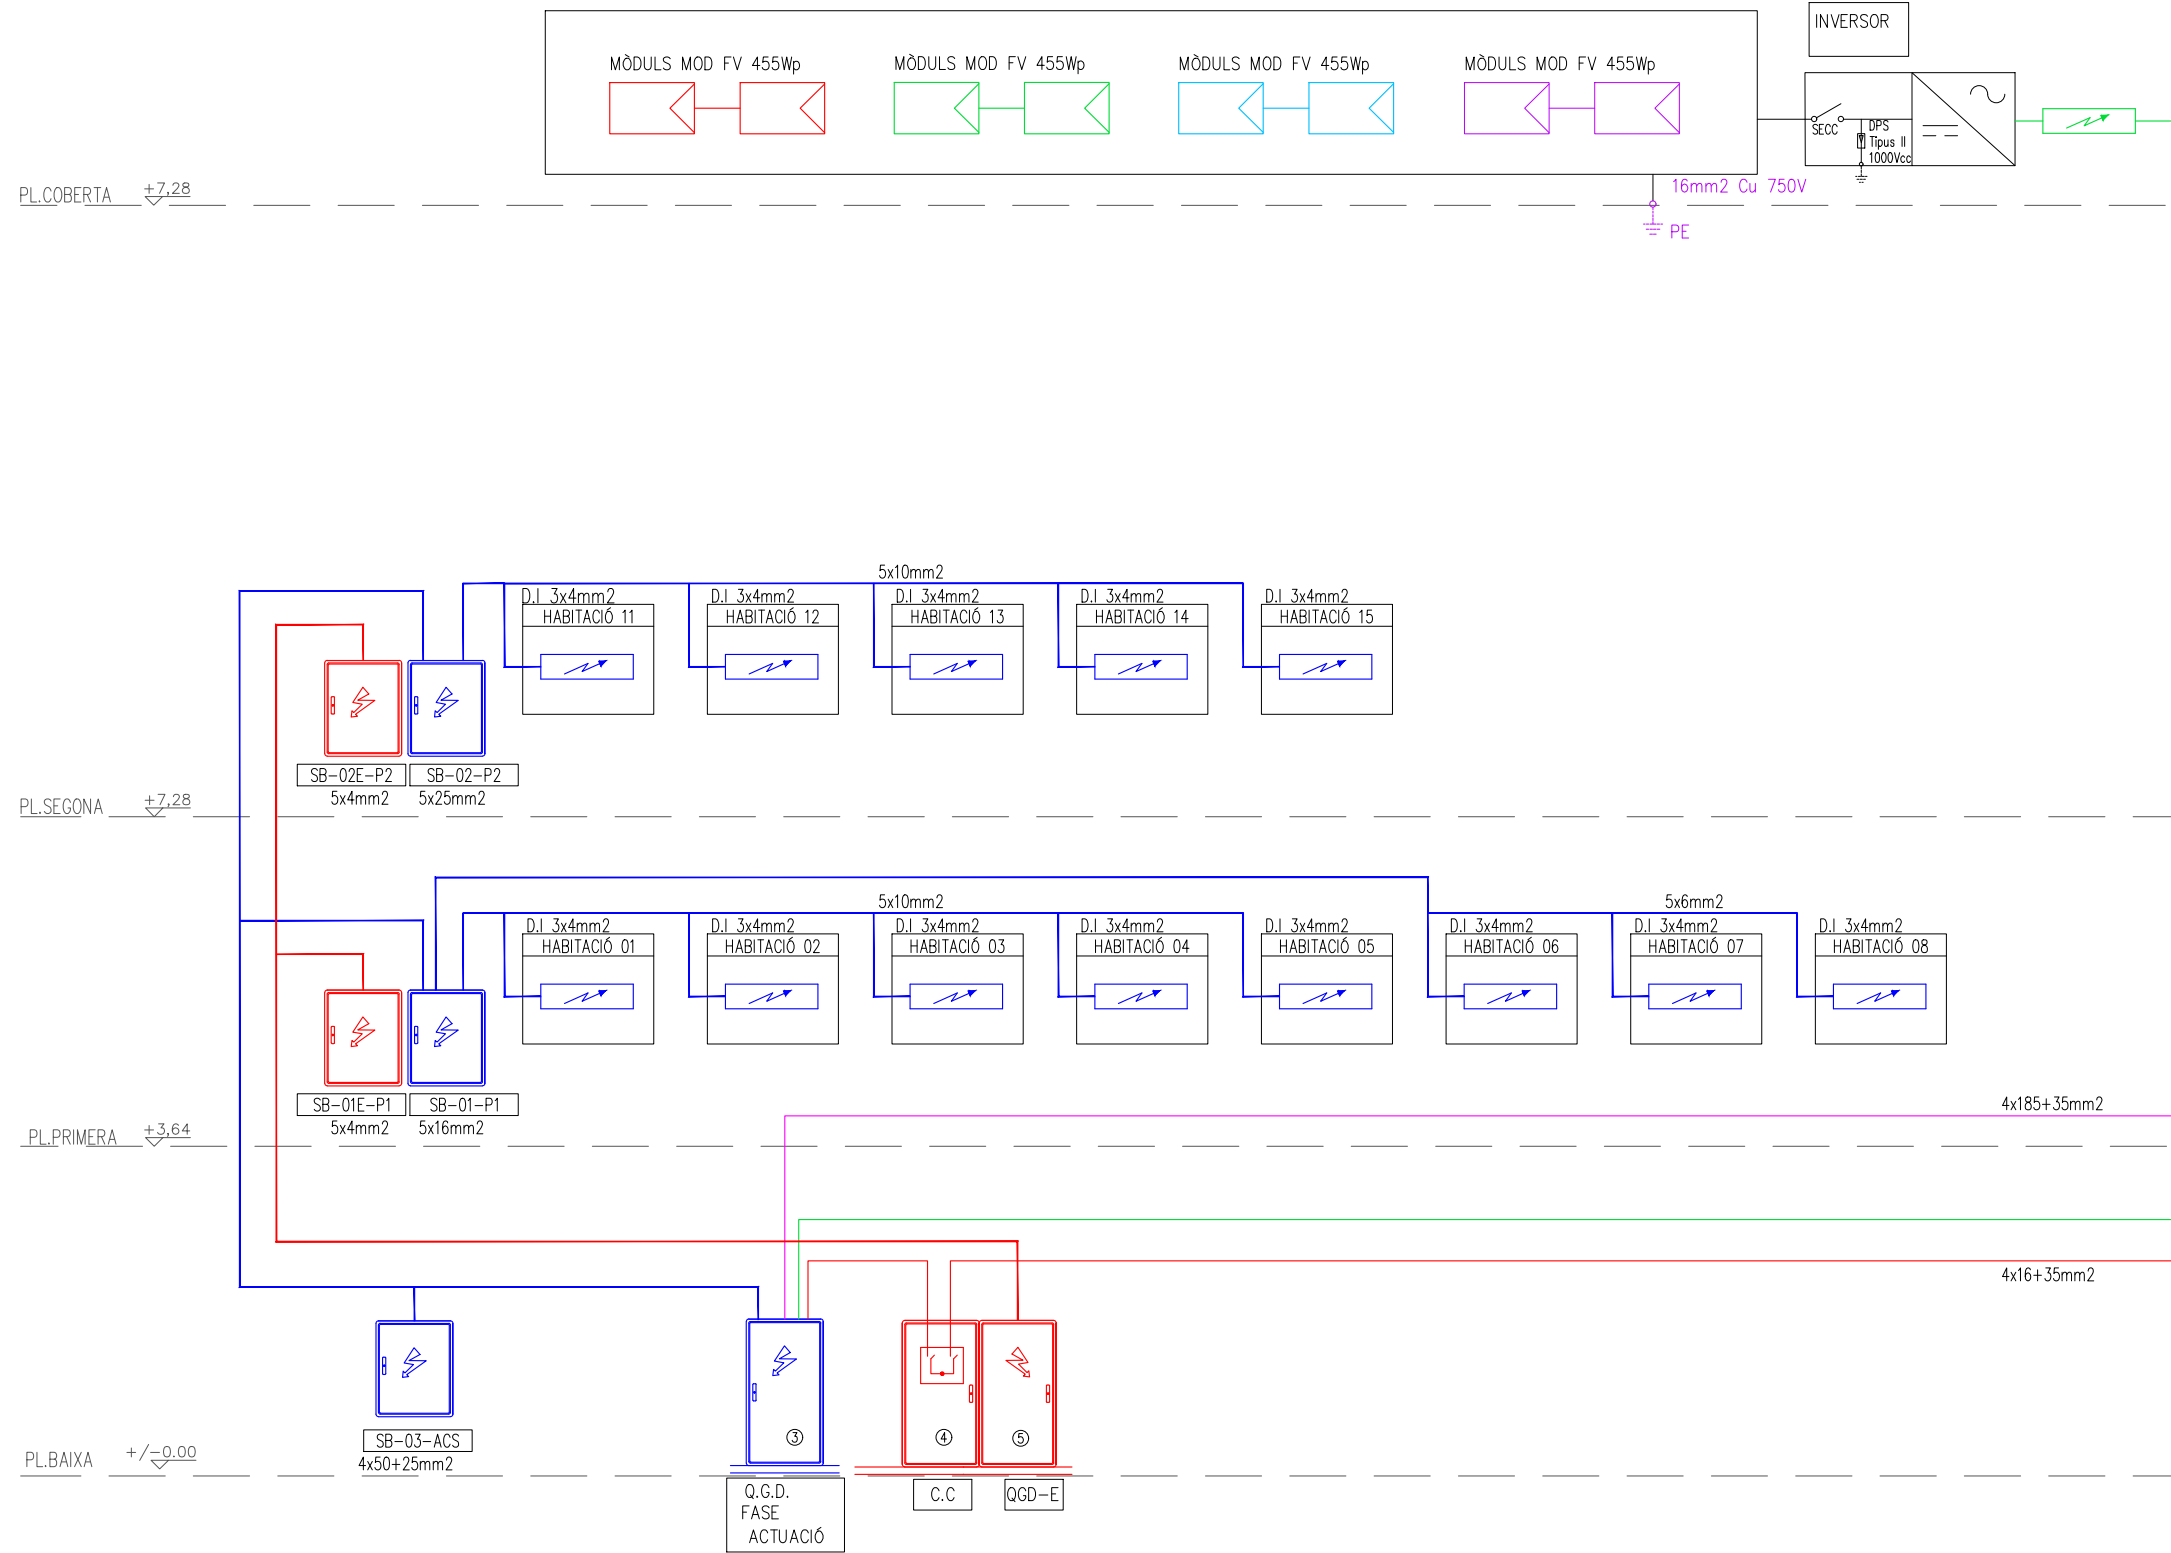 INVERSOR
MÒDULS MOD FV 455Wp
MÒDULS MOD FV 455Wp
MÒDULS MOD FV 455Wp
MÒDULS MOD FV 455Wp
SECC
DPS
Tipus II
1000Vcc
PL.COBERTA +7,28
16mm2 Cu 750V
PE
5x10mm2
D.I 3x4mm2
D.I 3x4mm2
D.I 3x4mm2
D.I 3x4mm2
D.I 3x4mm2
HABITACIÓ 11
HABITACIÓ 12
HABITACIÓ 13
HABITACIÓ 14
HABITACIÓ 15
SB-02E-P2
SB-02-P2
5x4mm2
5x25mm2
PL.SEGONA +7,28
5x10mm2
5x6mm2
D.I 3x4mm2
D.I 3x4mm2
D.I 3x4mm2
D.I 3x4mm2
D.I 3x4mm2
D.I 3x4mm2
D.I 3x4mm2
D.I 3x4mm2
HABITACIÓ 01
HABITACIÓ 02
HABITACIÓ 03
HABITACIÓ 04
HABITACIÓ 05
HABITACIÓ 06
HABITACIÓ 07
HABITACIÓ 08
SB-01E-P1
SB-01-P1
5x4mm2
5x16mm2
4x185+35mm2
PL.PRIMERA +3,64
4x16+35mm2
3
4
5
SB-03-ACS
4x50+25mm2
PL.BAIXA +/-0.00
Q.G.D.
FASE
ACTUACIÓ
C.C
QGD-E